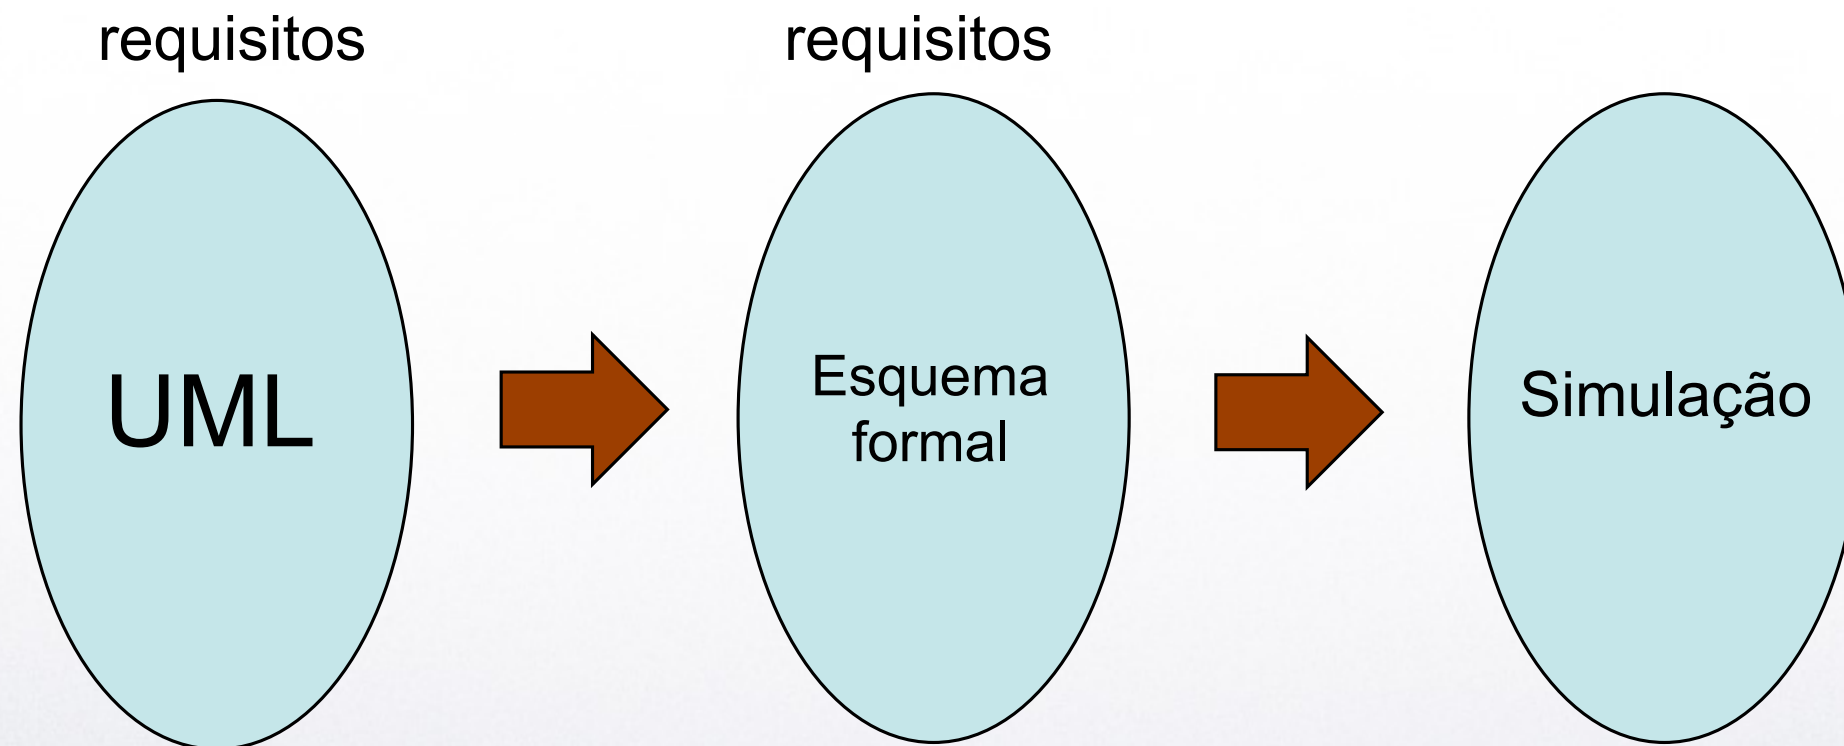 requisitos
requisitos
UML
Esquema
formal
Simulação